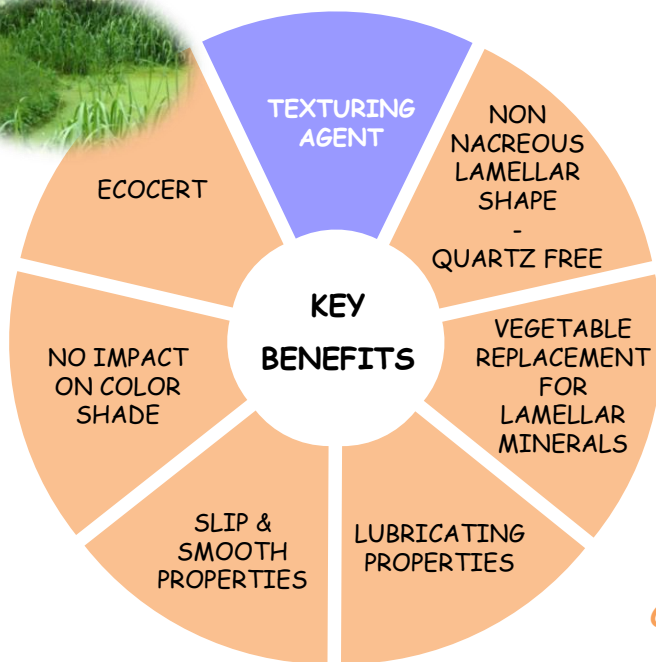 TEXTURING
AGENT
NON
NACREOUS
LAMELLAR
SHAPE
-
QUARTZ FREE
VEGETABLE
REPLACEMENT
FOR
LAMELLAR
MINERALS
LUBRICATING
PROPERTIES
SLIP &
SMOOTH
PROPERTIES
NO IMPACT
ON COLOR
SHADE
ECOCERT
KEY
BENEFITS